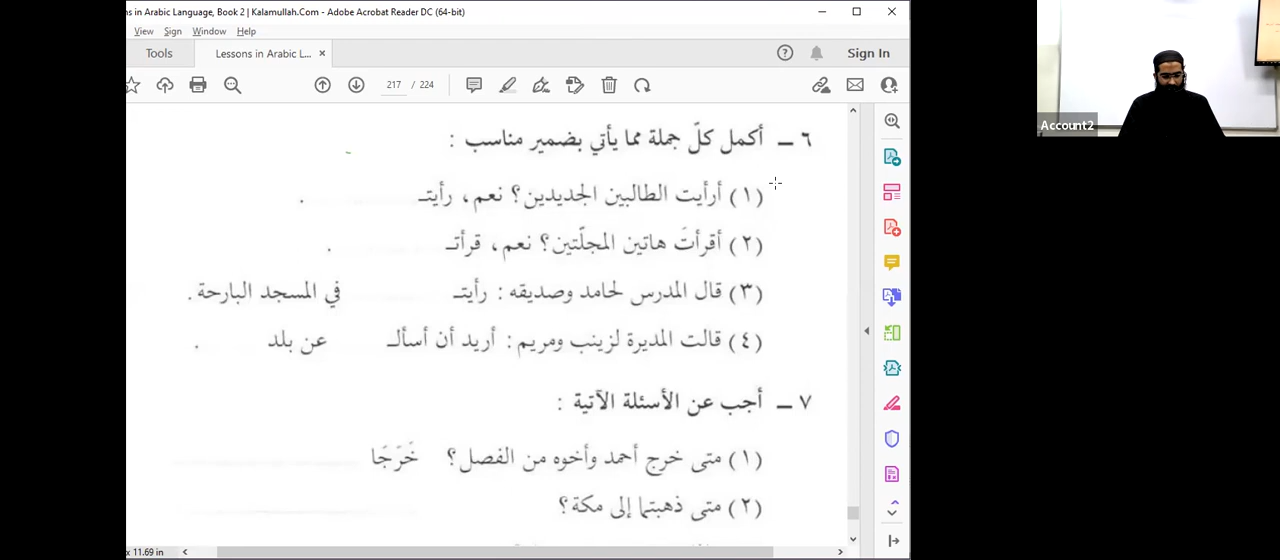 ns in Arabic Language, Book 2 | Kalamullah.Com - Adobe Acrobat Reader DC (64-bit)
View Sign Window Help
Tools Lessons in Arabic L... × Sign In
217 / 224
Account2
٦ ــ أكمل كلّ جملة مما يأتي بضمير مناسب :
(١) أرأيت الطالبين الجديدين؟ نعم، رأيتـ .
(٢) أقرأتَ هاتين المجلّتين؟ نعم، قرأتـ .
(٣) قال المدرس لحامد وصديقه : رأيتـ في المسجد البارحة .
(٤) قالت المديرة لزينب ومريم : أريد أن أسألـ عن بلد .
٧ ــ أجب عن الأسئلة الآتية :
(١) متى خرج أحمد وأخوه من الفصل؟ خَرَجَا
(٢) متى ذهبتما إلى مكة؟
x 11.69 in